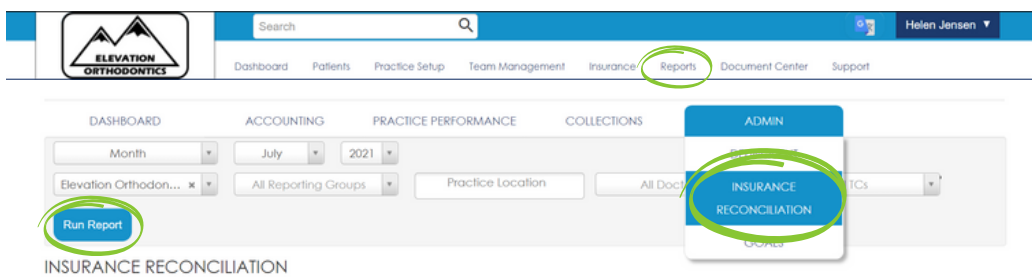 Search
Helen Jensen ▼
ELEVATION
ORTHODONTICS
Dashboard Patients Practice Setup Team Management Insurance Reports Document Center Support
DASHBOARD ACCOUNTING PRACTICE PERFORMANCE COLLECTIONS ADMIN
Month July 2021
Elevation Orthodon... × All Reporting Groups Practice Location All Doct TCs
INSURANCE
RECONCILIATION
GOALS
Run Report
INSURANCE RECONCILIATION